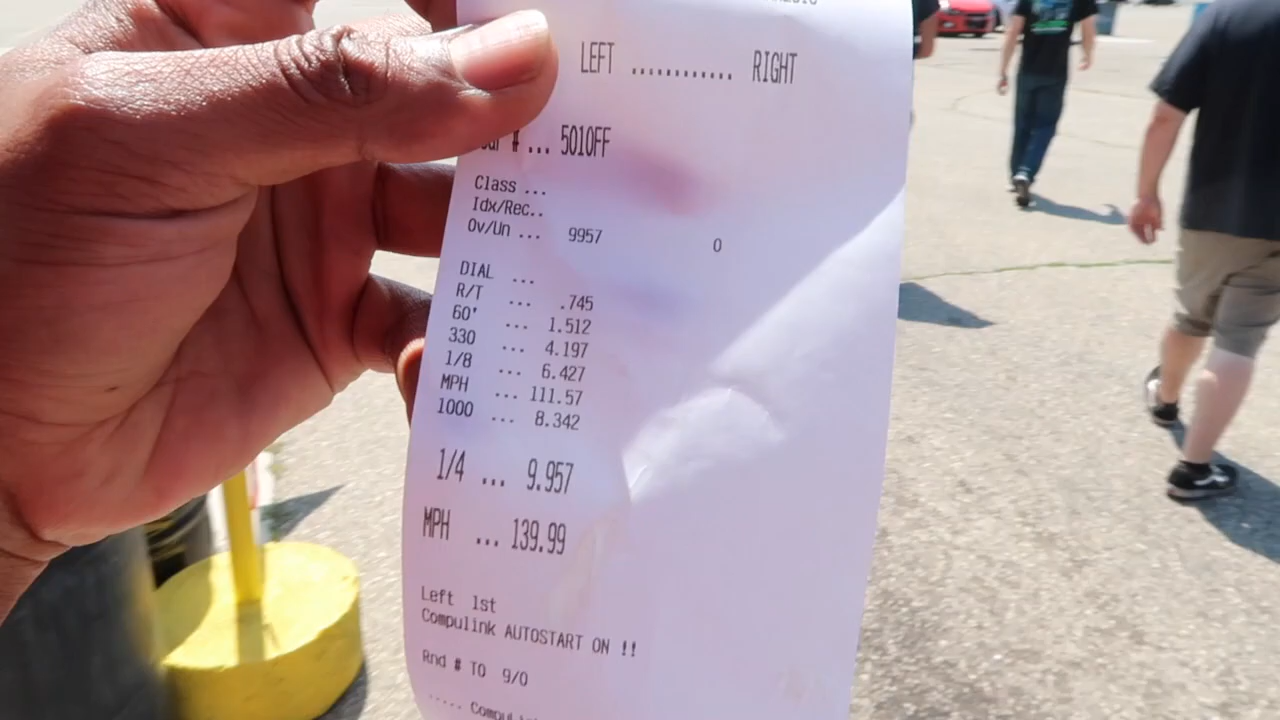 LEFT ............ RIGHT
# ... 5010FF
Class ...
Idx/Rec..
Ov/Un ... 9957 0
DIAL ...
R/T ... .745
60' ... 1.512
330 ... 4.197
1/8 ... 6.427
MPH ... 111.57
1000 ... 8.342
1/4 ... 9.957
MPH ... 139.99
Left 1st
Compulink AUTOSTART ON !!
Rnd # TO 9/0
.....